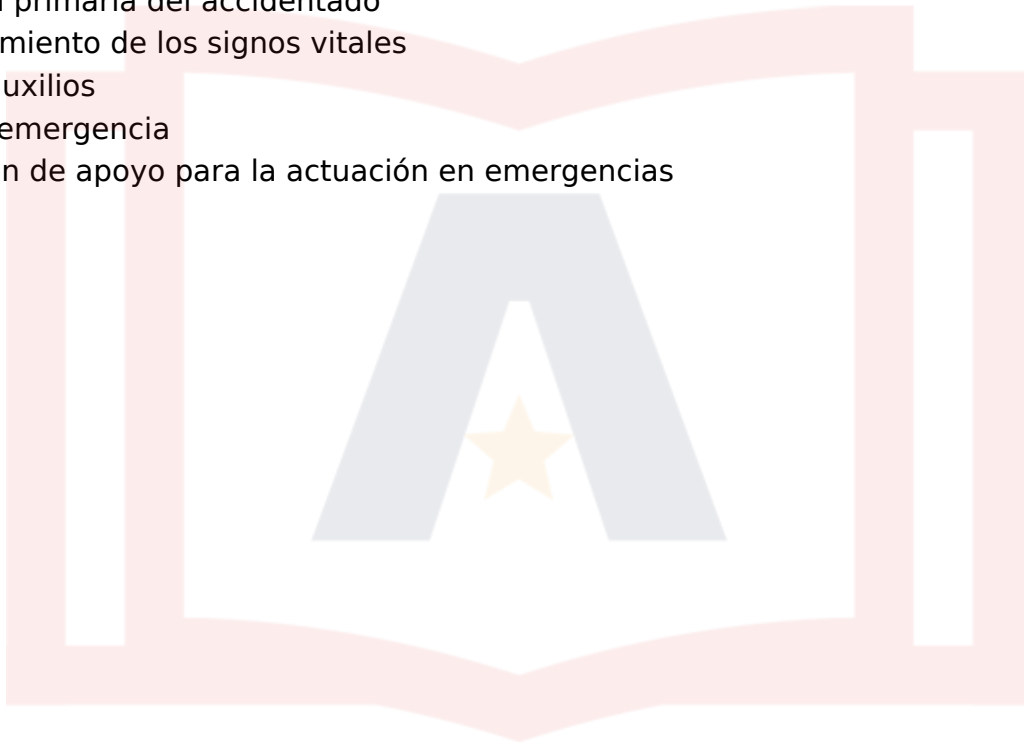 primaria del accidentado
miento de los signos vitales
uxilios
emergencia
n de apoyo para la actuación en emergencias